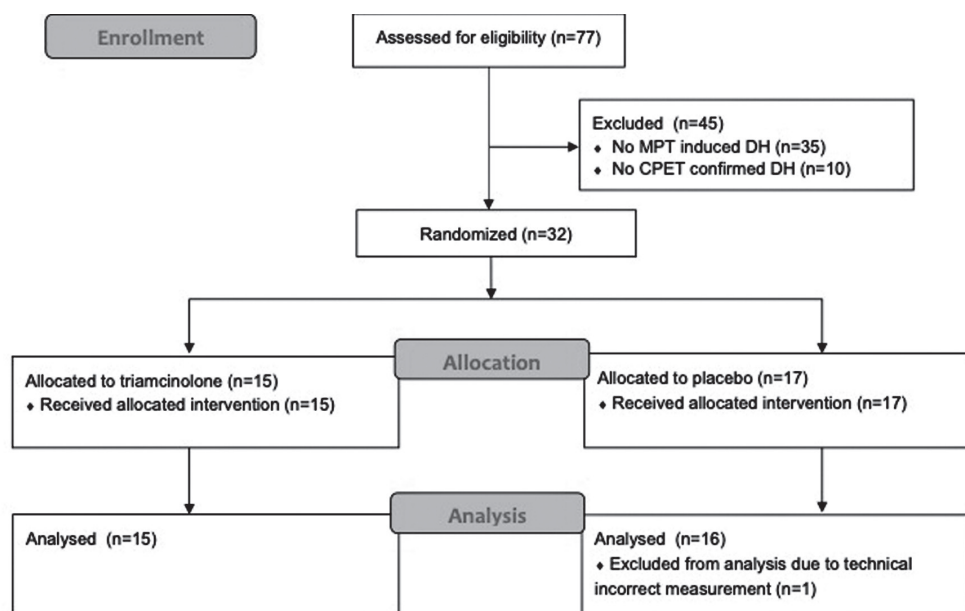 Enrollment
Assessed for eligibility (n=77)
Excluded (n=45)
♦ No MPT induced DH (n=35)
♦ No CPET confirmed DH (n=10)
Randomized (n=32)
Allocation
Allocated to triamcinolone (n=15)
♦ Received allocated intervention (n=15)
Allocated to placebo (n=17)
♦ Received allocated intervention (n=17)
Analysis
Analysed (n=15)
Analysed (n=16)
♦ Excluded from analysis due to technical
incorrect measurement (n=1)